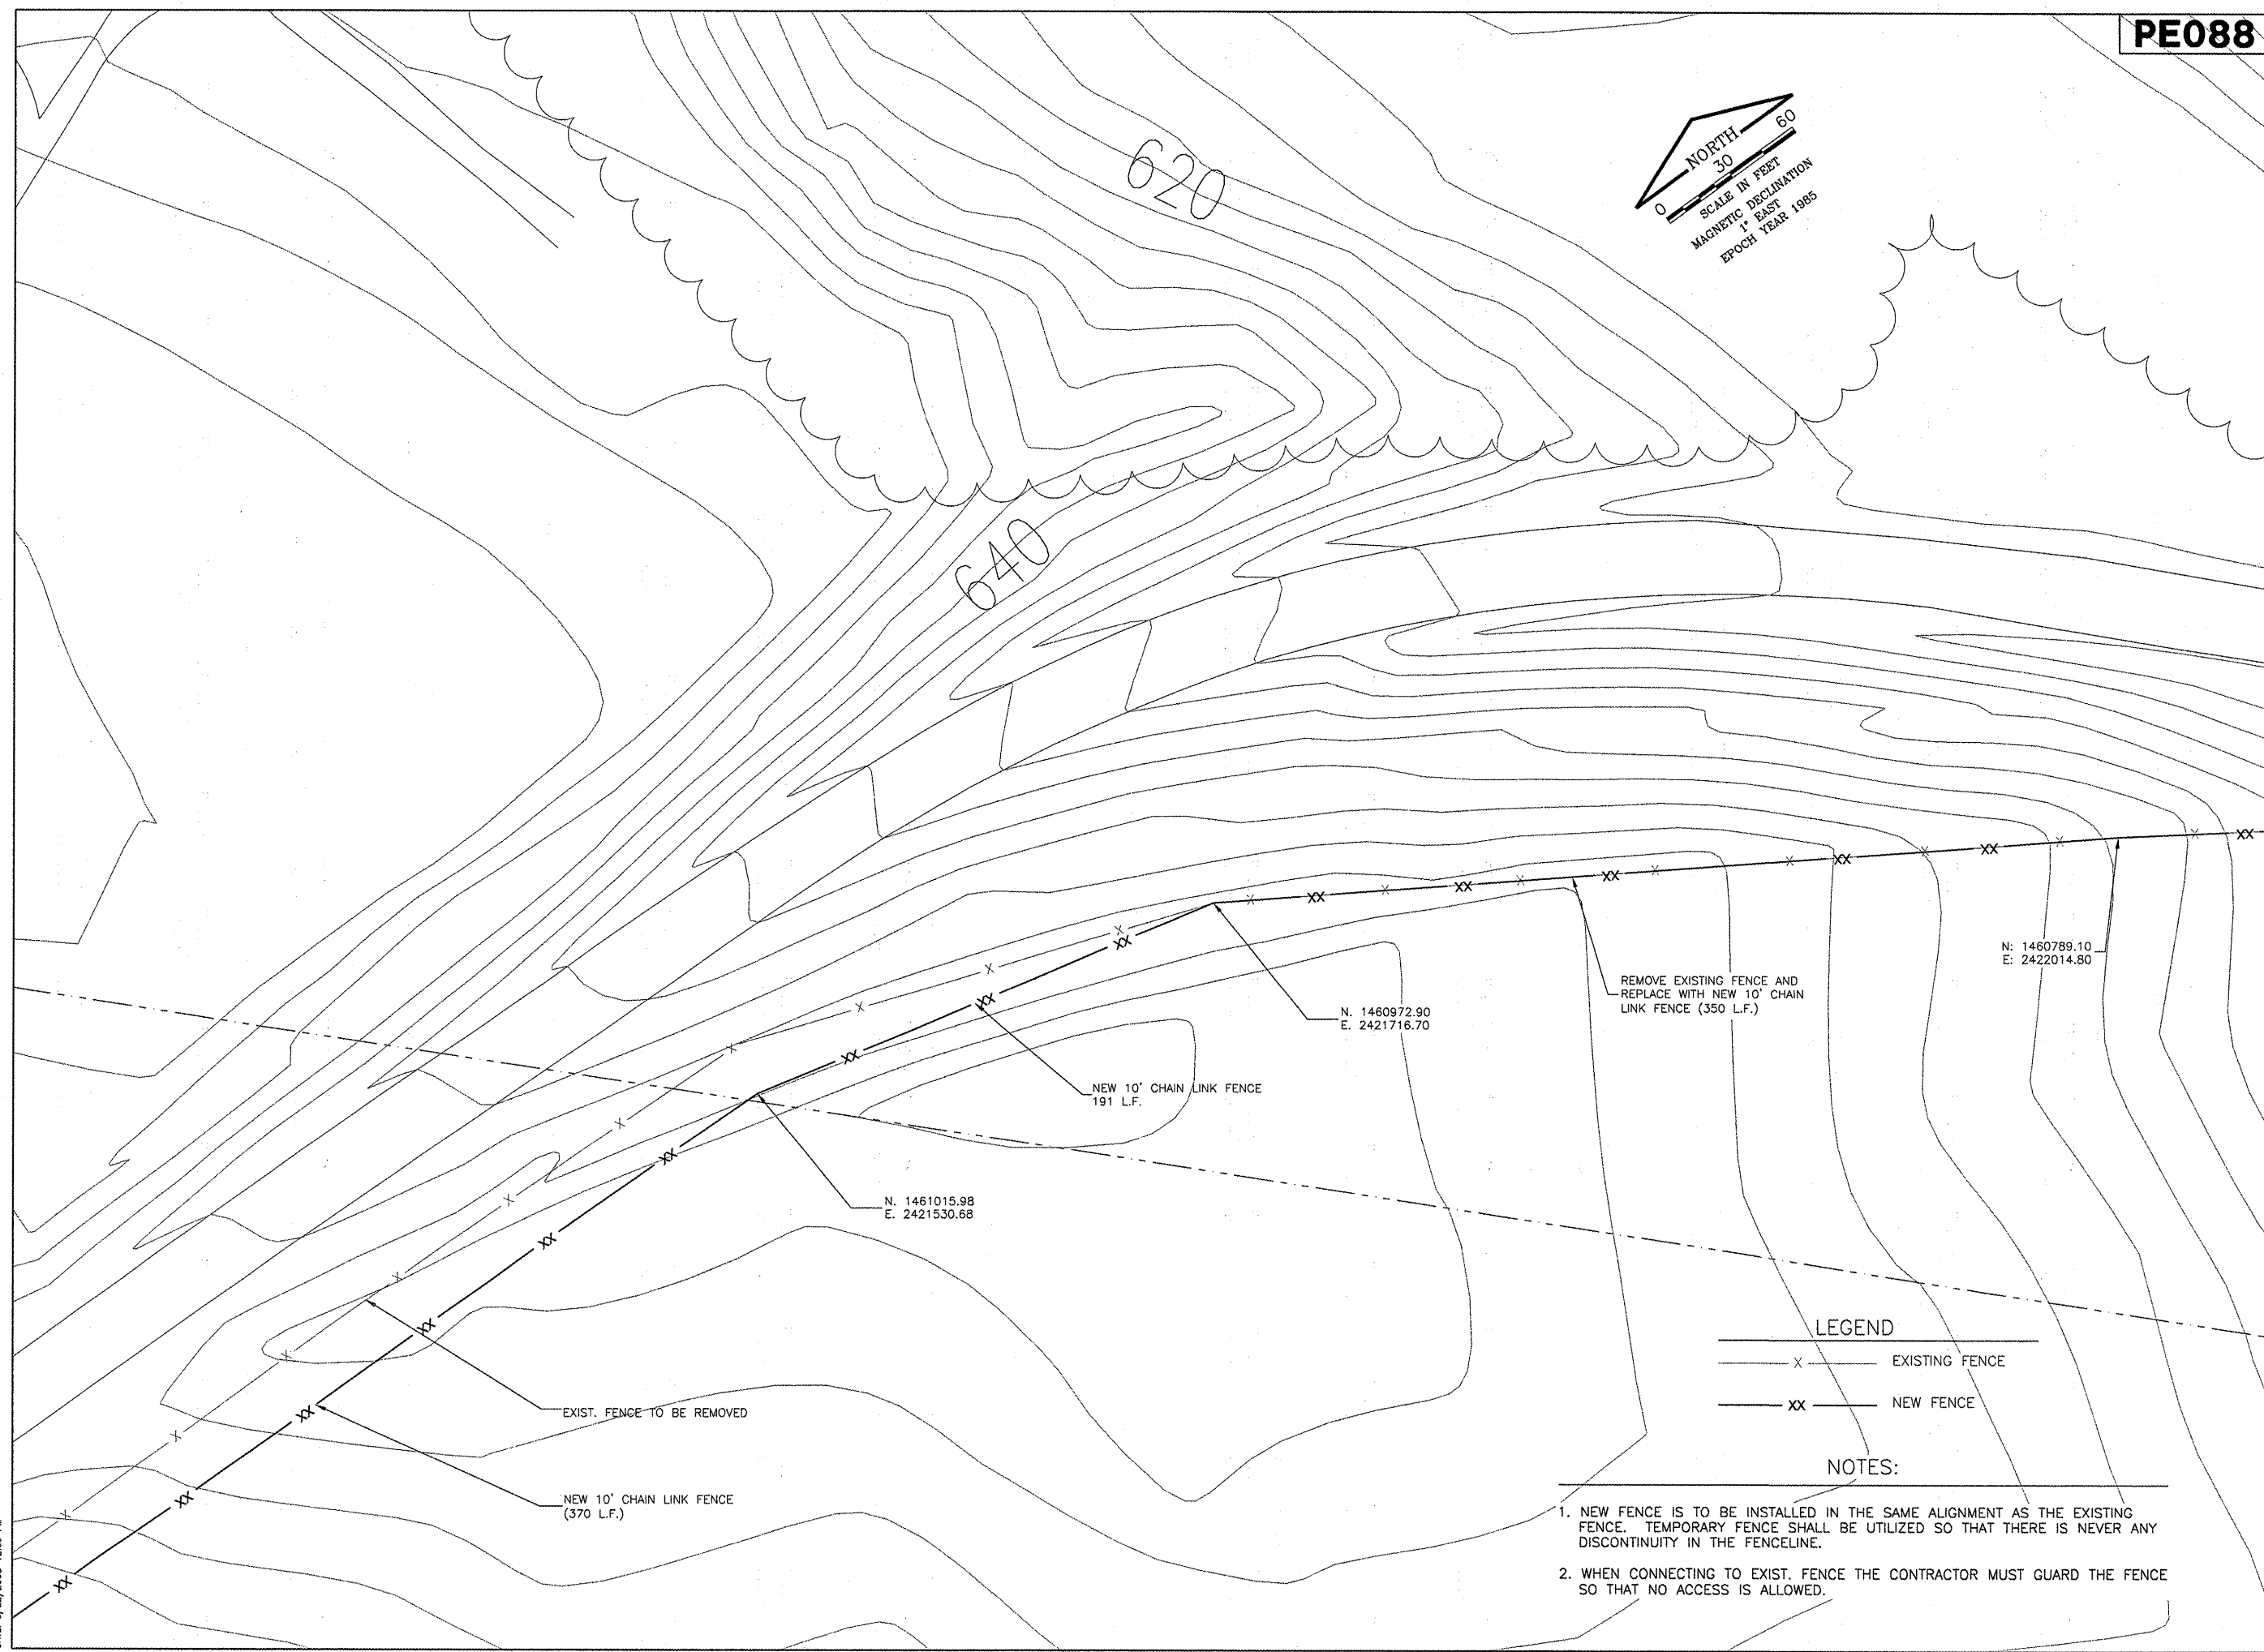 PE088
NORTH
0 30 60
SCALE IN FEET
MAGNETIC DECLINATION
1° EAST
EPOCH YEAR 1985
620
640
N: 1460789.10
E: 2422014.80
REMOVE EXISTING FENCE AND
REPLACE WITH NEW 10' CHAIN
LINK FENCE (350 L.F.)
N. 1460972.90
E. 2421716.70
NEW 10' CHAIN LINK FENCE
191 L.F.
N. 1461015.98
E. 2421530.68
EXIST. FENCE TO BE REMOVED
NEW 10' CHAIN LINK FENCE
(370 L.F.)
LEGEND
X EXISTING FENCE
XX NEW FENCE
NOTES:
1. NEW FENCE IS TO BE INSTALLED IN THE SAME ALIGNMENT AS THE EXISTING
FENCE. TEMPORARY FENCE SHALL BE UTILIZED SO THAT THERE IS NEVER ANY
DISCONTINUITY IN THE FENCELINE.
2. WHEN CONNECTING TO EXIST. FENCE THE CONTRACTOR MUST GUARD THE FENCE
SO THAT NO ACCESS IS ALLOWED.